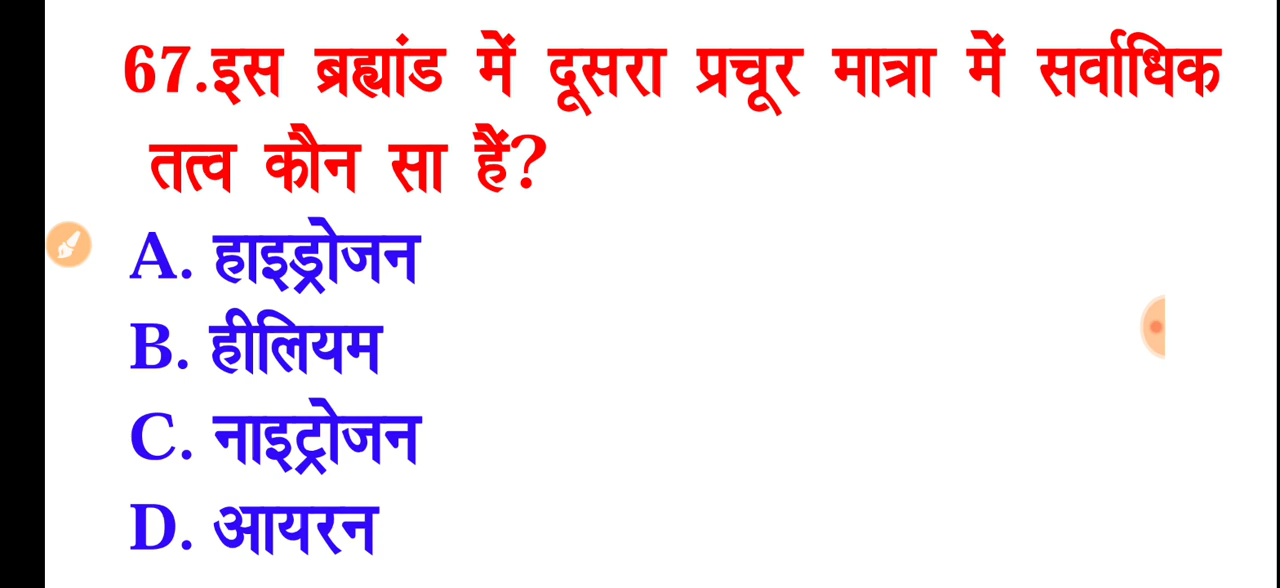 67.इस ब्रह्यांड में दूसरा प्रचूर मात्रा में सर्वाधिक
तत्व कौन सा हैं?
A. हाइड्रोजन
B. हीलियम
C. नाइट्रोजन
D. आयरन